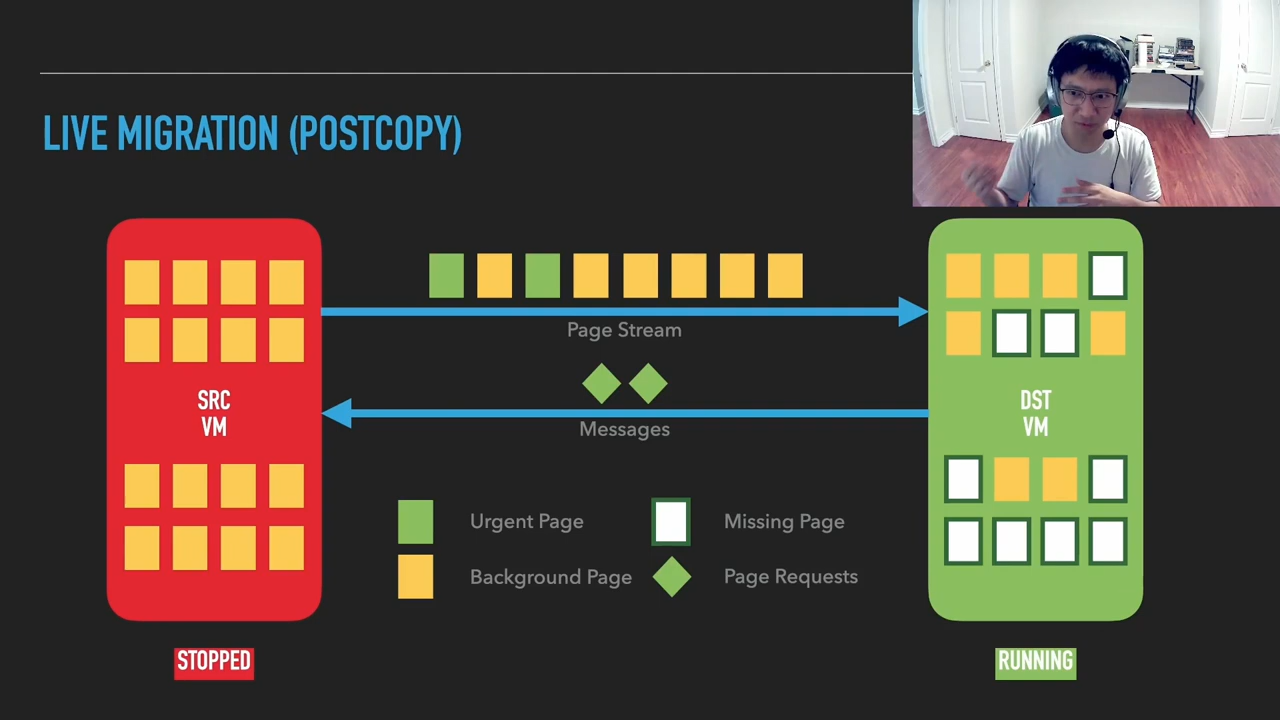 LIVE MIGRATION (POSTCOPY)
Page Stream
SRC
VM
Messages
DST
VM
Urgent Page
Missing Page
Background Page
Page Requests
STOPPED
RUNNING